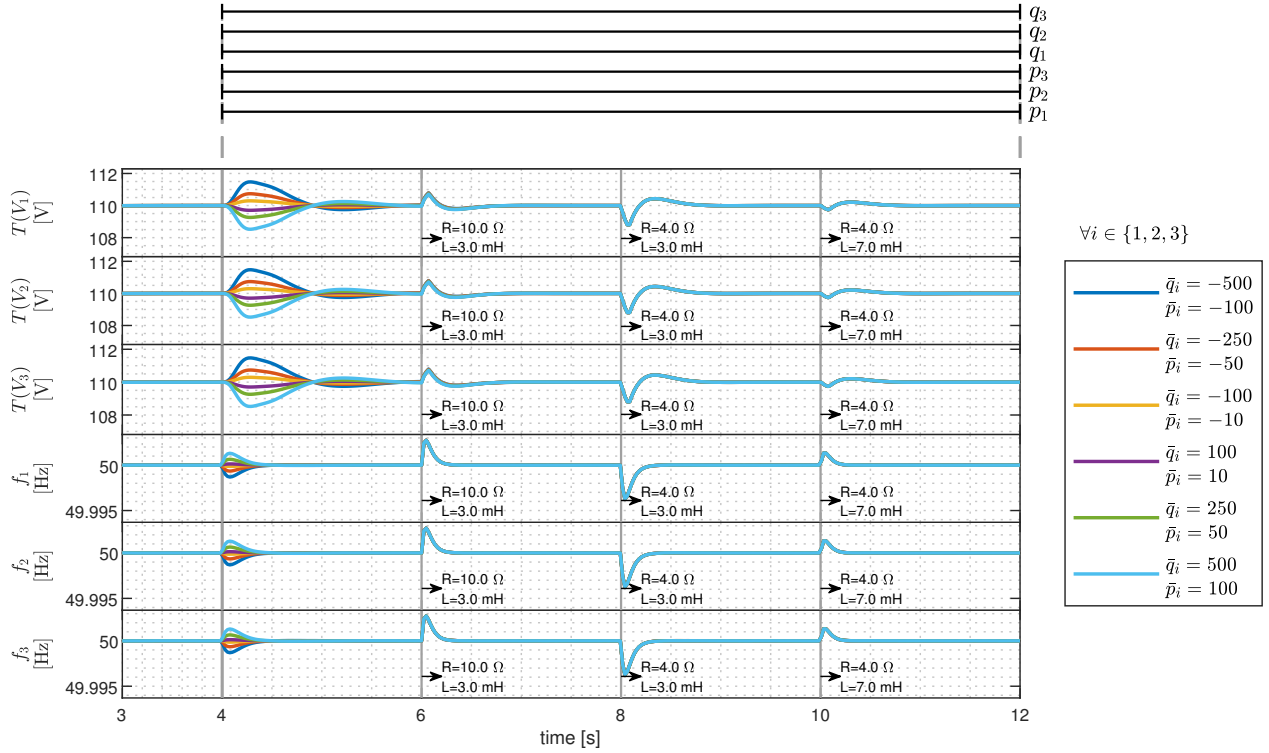 q₃
q₂
q₁
p₃
p₂
p₁
T(V₁)
[V]
112
110
108
R=10.0 Ω
L=3.0 mH
R=4.0 Ω
L=3.0 mH
R=4.0 Ω
L=7.0 mH
T(V₂)
[V]
112
110
108
R=10.0 Ω
L=3.0 mH
R=4.0 Ω
L=3.0 mH
R=4.0 Ω
L=7.0 mH
T(V₃)
[V]
112
110
108
R=10.0 Ω
L=3.0 mH
R=4.0 Ω
L=3.0 mH
R=4.0 Ω
L=7.0 mH
f₁
[Hz]
50
49.995
R=10.0 Ω
L=3.0 mH
R=4.0 Ω
L=3.0 mH
R=4.0 Ω
L=7.0 mH
f₂
[Hz]
50
49.995
R=10.0 Ω
L=3.0 mH
R=4.0 Ω
L=3.0 mH
R=4.0 Ω
L=7.0 mH
f₃
[Hz]
50
49.995
R=10.0 Ω
L=3.0 mH
R=4.0 Ω
L=3.0 mH
R=4.0 Ω
L=7.0 mH
3 4 6 8 10 12
time [s]
∀i ∈ {1, 2, 3}
q̄ᵢ = −500
p̄ᵢ = −100
q̄ᵢ = −250
p̄ᵢ = −50
q̄ᵢ = −100
p̄ᵢ = −10
q̄ᵢ = 100
p̄ᵢ = 10
q̄ᵢ = 250
p̄ᵢ = 50
q̄ᵢ = 500
p̄ᵢ = 100